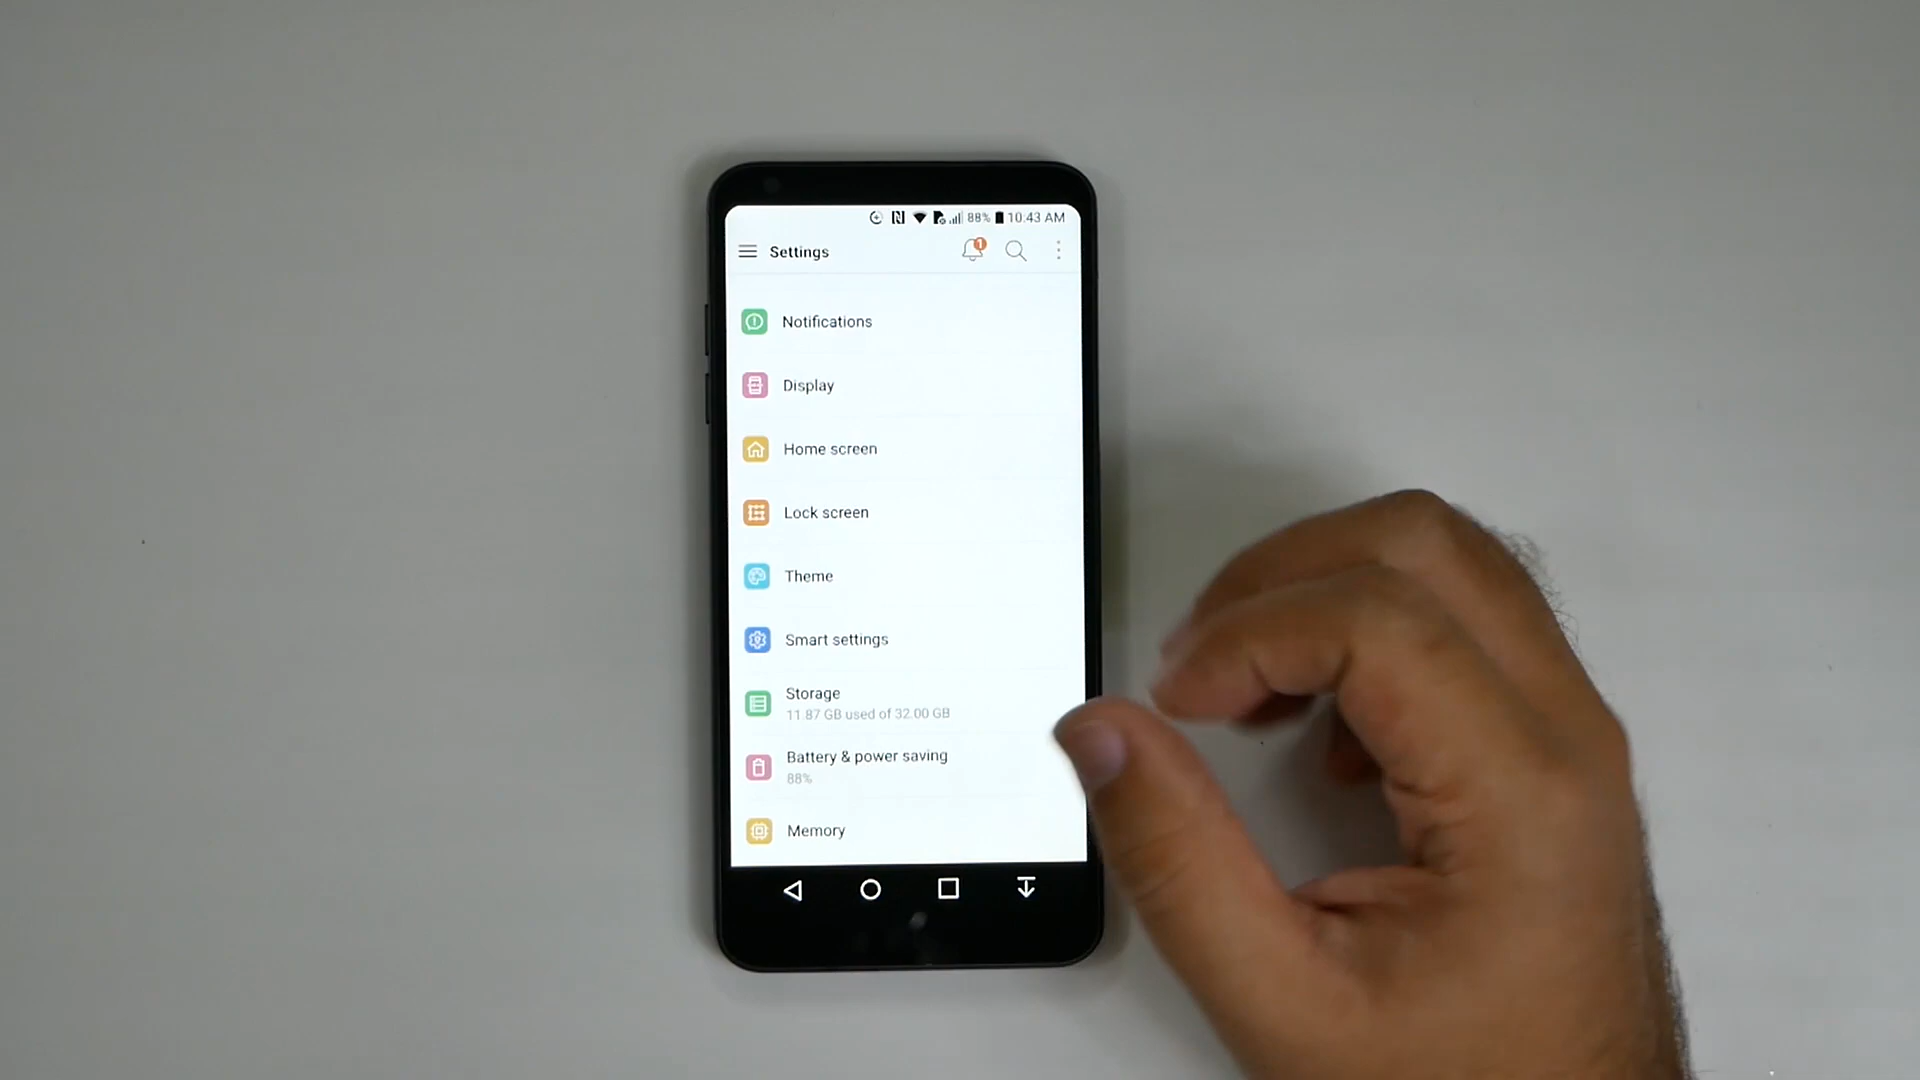 88% 10:43 AM
Settings
1
Notifications
Display
Home screen
Lock screen
Theme
Smart settings
Storage
11.87 GB used of 32.00 GB
Battery & power saving
88%
Memory